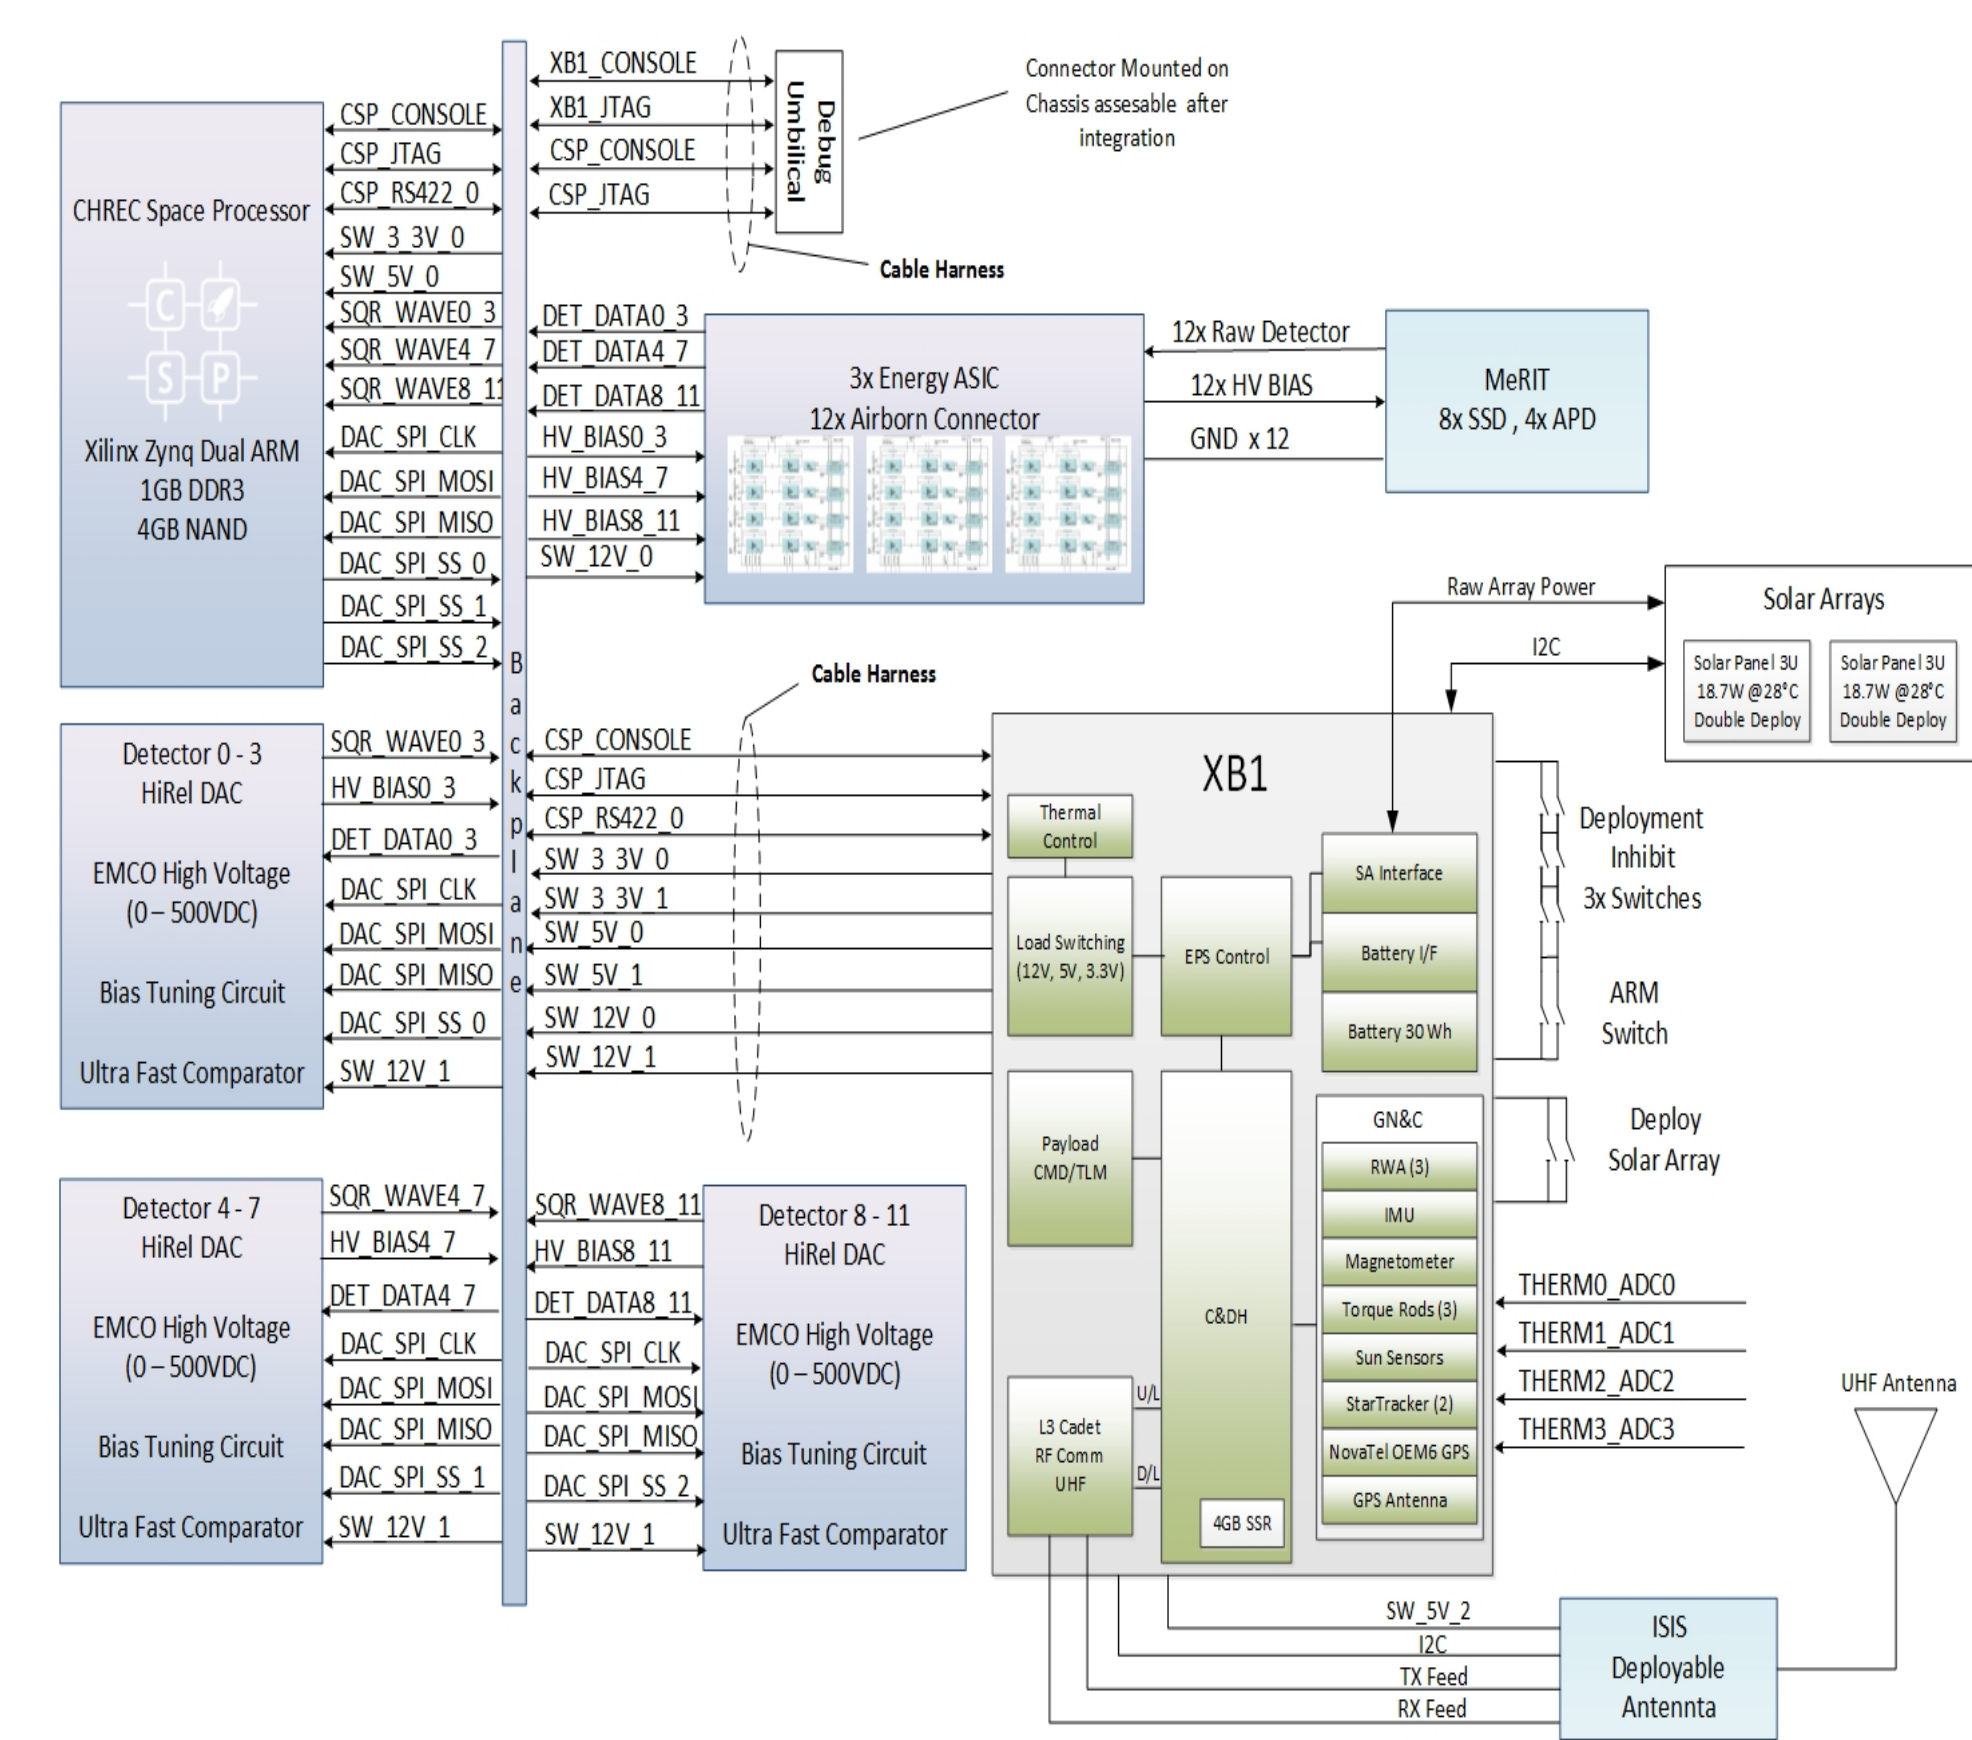 XB1_CONSOLE
XB1_JTAG
CSP_CONSOLE
CSP_JTAG
Debug
Umbilical
Connector Mounted on
Chassis assesable after
integration
Cable Harness
CHREC Space Processor
C
S P
Xilinx Zynq Dual ARM
1GB DDR3
4GB NAND
CSP_CONSOLE
CSP_JTAG
CSP_RS422_0
SW_3_3V_0
SW_5V_0
SQR_WAVE0_3
SQR_WAVE4_7
SQR_WAVE8_11
DAC_SPI_CLK
DAC_SPI_MOSI
DAC_SPI_MISO
DAC_SPI_SS_0
DAC_SPI_SS_1
DAC_SPI_SS_2
Backplane
DET_DATA0_3
DET_DATA4_7
DET_DATA8_11
HV_BIAS0_3
HV_BIAS4_7
HV_BIAS8_11
SW_12V_0
3x Energy ASIC
12x Airborn Connector
12x Raw Detector
12x HV BIAS
GND x 12
MeRIT
8x SSD , 4x APD
Raw Array Power
I2C
Solar Arrays
Solar Panel 3U
18.7W @28°C
Double Deploy
Solar Panel 3U
18.7W @28°C
Double Deploy
Detector 0 - 3
HiRel DAC
EMCO High Voltage
(0 – 500VDC)
Bias Tuning Circuit
Ultra Fast Comparator
SQR_WAVE0_3
HV_BIAS0_3
DET_DATA0_3
DAC_SPI_CLK
DAC_SPI_MOSI
DAC_SPI_MISO
DAC_SPI_SS_0
SW_12V_1
Cable Harness
CSP_CONSOLE
CSP_JTAG
CSP_RS422_0
SW_3_3V_0
SW_3_3V_1
SW_5V_0
SW_5V_1
SW_12V_0
SW_12V_1
XB1
Thermal
Control
Load Switching
(12V, 5V, 3.3V)
EPS Control
SA Interface
Battery I/F
Battery 30 Wh
Payload
CMD/TLM
C&DH
4GB SSR
L3 Cadet
RF Comm
UHF
U/L
D/L
GN&C
RWA (3)
IMU
Magnetometer
Torque Rods (3)
Sun Sensors
StarTracker (2)
NovaTel OEM6 GPS
GPS Antenna
Deployment
Inhibit
3x Switches
ARM
Switch
Deploy
Solar Array
THERM0_ADC0
THERM1_ADC1
THERM2_ADC2
THERM3_ADC3
UHF Antenna
Detector 4 - 7
HiRel DAC
EMCO High Voltage
(0 – 500VDC)
Bias Tuning Circuit
Ultra Fast Comparator
SQR_WAVE4_7
HV_BIAS4_7
DET_DATA4_7
DAC_SPI_CLK
DAC_SPI_MOSI
DAC_SPI_MISO
DAC_SPI_SS_1
SW_12V_1
SQR_WAVE8_11
HV_BIAS8_11
DET_DATA8_11
DAC_SPI_CLK
DAC_SPI_MOSI
DAC_SPI_MISO
DAC_SPI_SS_2
SW_12V_1
Detector 8 - 11
HiRel DAC
EMCO High Voltage
(0 – 500VDC)
Bias Tuning Circuit
Ultra Fast Comparator
SW_5V_2
I2C
TX Feed
RX Feed
ISIS
Deployable
Antennta